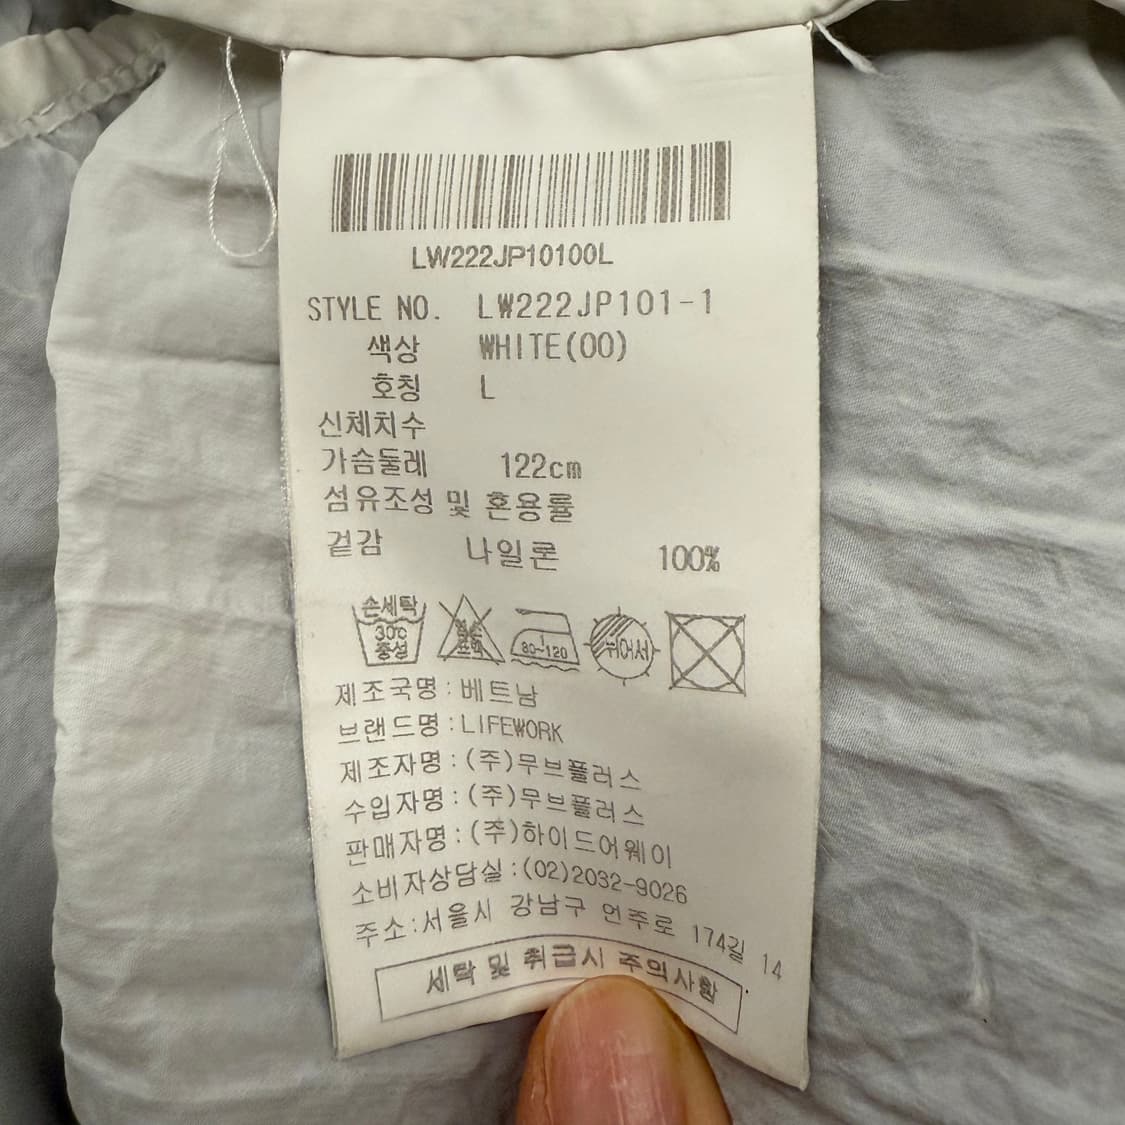 LW222JP10100L
STYLE NO. LW222JP101-1
색상 WHITE(00)
호칭 L
신체치수
가슴둘레 122cm
섬유조성 및 혼용률
겉감 나일론 100%
손세탁 30℃ 중성 염소 표백 80~120 뉘어서
제조국명:베트남
브랜드명:LIFEWORK
제조자명:(주)무브플러스
수입자명:(주)무브플러스
판매자명:(주)하이드어웨이
소비자상담실:(02)2032-9026
주소:서울시 강남구 언주로 174길 14
세탁 및 취급시 주의사항